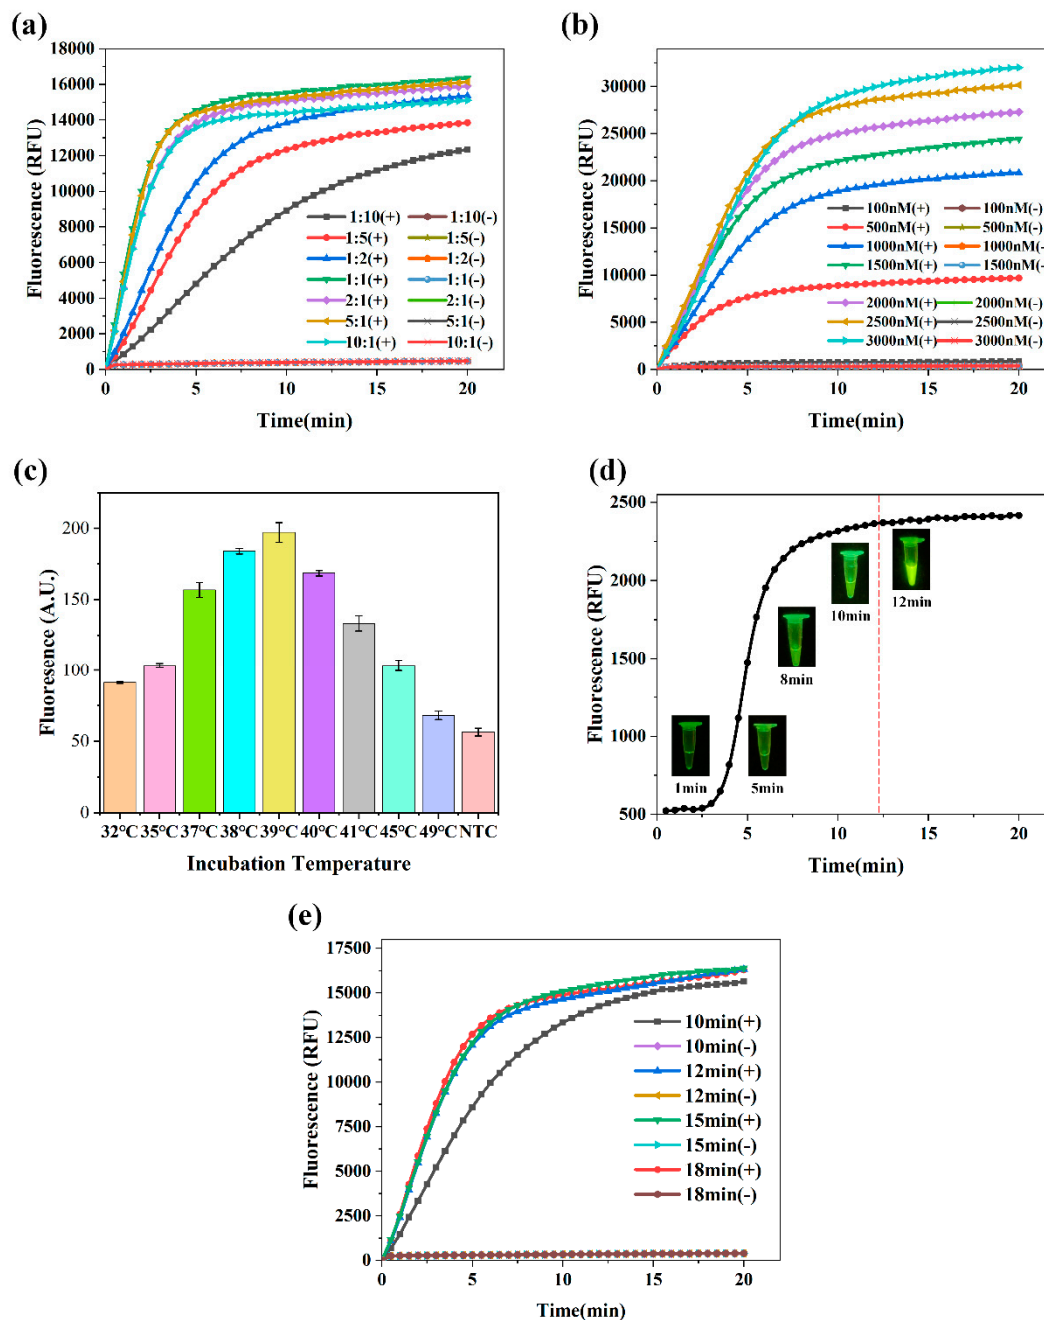 (a)
18000
16000
14000
12000
10000
8000
6000
4000
2000
0
Fluorescence (RFU)
1:10(+) 1:10(-)
1:5(+) 1:5(-)
1:2(+) 1:2(-)
1:1(+) 1:1(-)
2:1(+) 2:1(-)
5:1(+) 5:1(-)
10:1(+) 10:1(-)
0 5 10 15 20
Time(min)
(b)
30000
25000
20000
15000
10000
5000
0
Fluorescence (RFU)
100nM(+) 100nM(-)
500nM(+) 500nM(-)
1000nM(+) 1000nM(-
1500nM(+) 1500nM(-
2000nM(+) 2000nM(-
2500nM(+) 2500nM(-
3000nM(+) 3000nM(-
0 5 10 15 20
Time(min)
(c)
200
150
100
50
0
Fluoresence (A.U.)
32°C 35°C 37°C 38°C 39°C 40°C 41°C 45°C 49°C NTC
Incubation Temperature
(d)
2500
2000
1500
1000
500
Fluorescence (RFU)
10min
12min
8min
1min
5min
0 5 10 15 20
Time(min)
(e)
17500
15000
12500
10000
7500
5000
2500
0
Fluorescence (RFU)
10min(+)
10min(-)
12min(+)
12min(-)
15min(+)
15min(-)
18min(+)
18min(-)
0 5 10 15 20
Time(min)